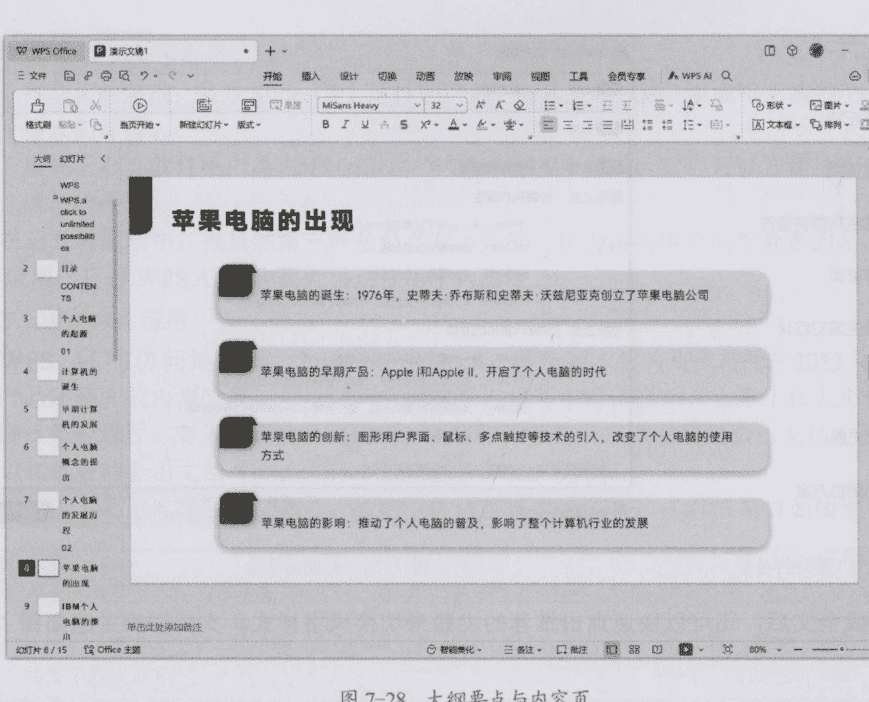 WPS Office
演示文稿1
文件
开始 插入 设计 切换 动画 放映 审阅 视图 工具 会员专享 WPS AI
格式刷 粘贴 当页开始 新建幻灯片 版式
MiSans Heavy 32
B I U A S X² A
形状 图片
文本框 排列
大纲 幻灯片
WPS
WPS,a
click to
unlimited
possibiliti
es
2 目录
CONTEN
TS
3 个人电脑
的起源
01
4 计算机的
诞生
5 早期计算
机的发展
6 个人电脑
概念的提
出
7 个人电脑
的发展历
程
02
8 苹果电脑
的出现
9 IBM个人
电脑的推
出
苹果电脑的出现
苹果电脑的诞生：1976年，史蒂夫·乔布斯和史蒂夫·沃兹尼亚克创立了苹果电脑公司
苹果电脑的早期产品：Apple I和Apple II，开启了个人电脑的时代
苹果电脑的创新：图形用户界面、鼠标、多点触控等技术的引入，改变了个人电脑的使用
方式
苹果电脑的影响：推动了个人电脑的普及，影响了整个计算机行业的发展
单击此处添加备注
幻灯片 8 / 15 Office 主题 智能美化 备注 批注 80%
图 7-28 大纲要点与内容页